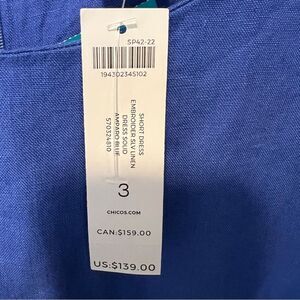 SP42-22
194302345102
SHORT DRESS
EMBROIDER SLV LINEN
DRESS SOLID
AMPARO BLUE
570324810
3
CHICOS.COM
CAN:$159.00
US:$139.00